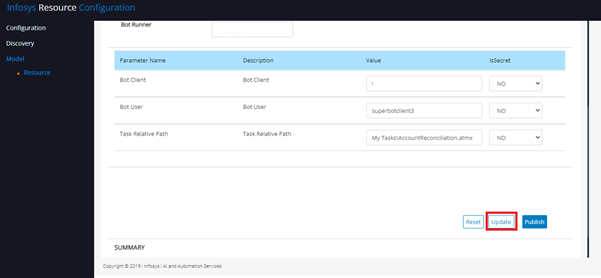 Infosys Resource Configuration
Configuration
Discovery
Model
Resource
Bot Runner
Parameter Name Description Value IsSecret
Bot Client Bot Client NO
Bot User Bot User superbotclient3 NO
Task Relative Path Task Relative Path My Tasks\AccountReconciliation.atmx NO
Reset Update Publish
SUMMARY
Copyright © 2019 | Infosys | AI and Automation Services